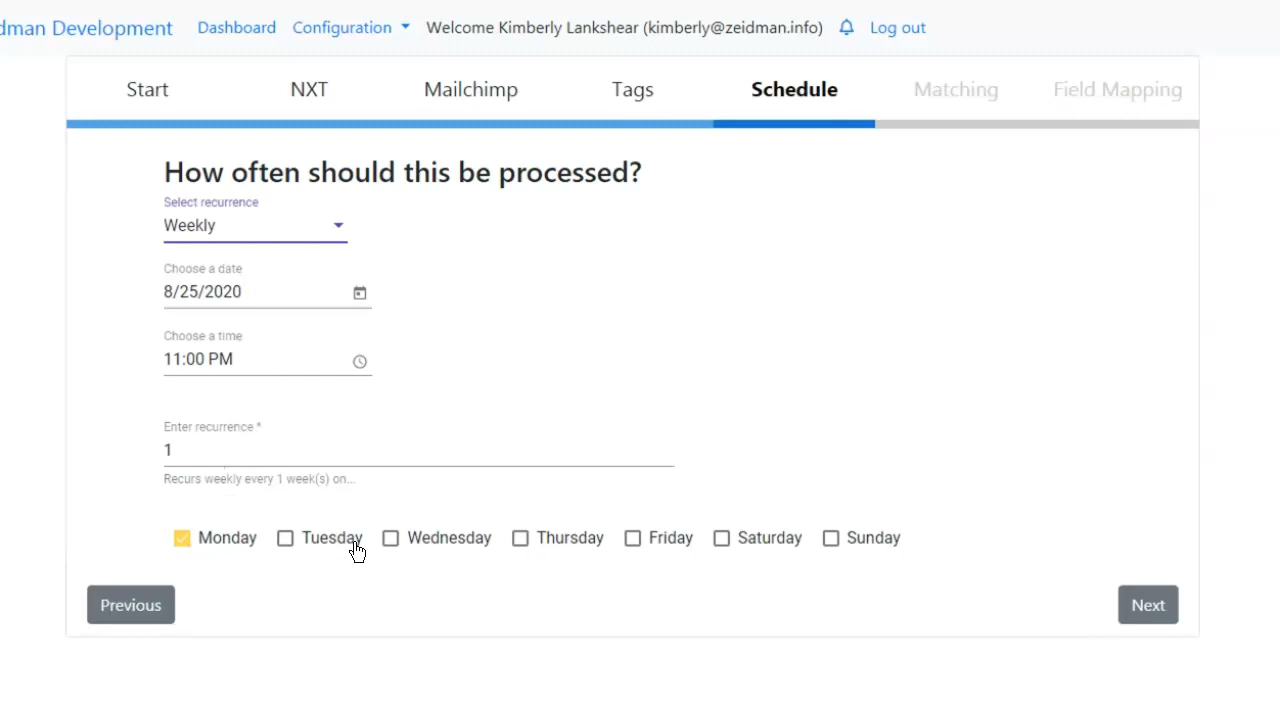 dman Development Dashboard Configuration Welcome Kimberly Lankshear (kimberly@zeidman.info) Log out
Start NXT Mailchimp Tags Schedule Matching Field Mapping
How often should this be processed?
Select recurrence
Weekly
Choose a date
8/25/2020
Choose a time
11:00 PM
Enter recurrence *
1
Recurs weekly every 1 week(s) on...
Monday Tuesday Wednesday Thursday Friday Saturday Sunday
Previous Next